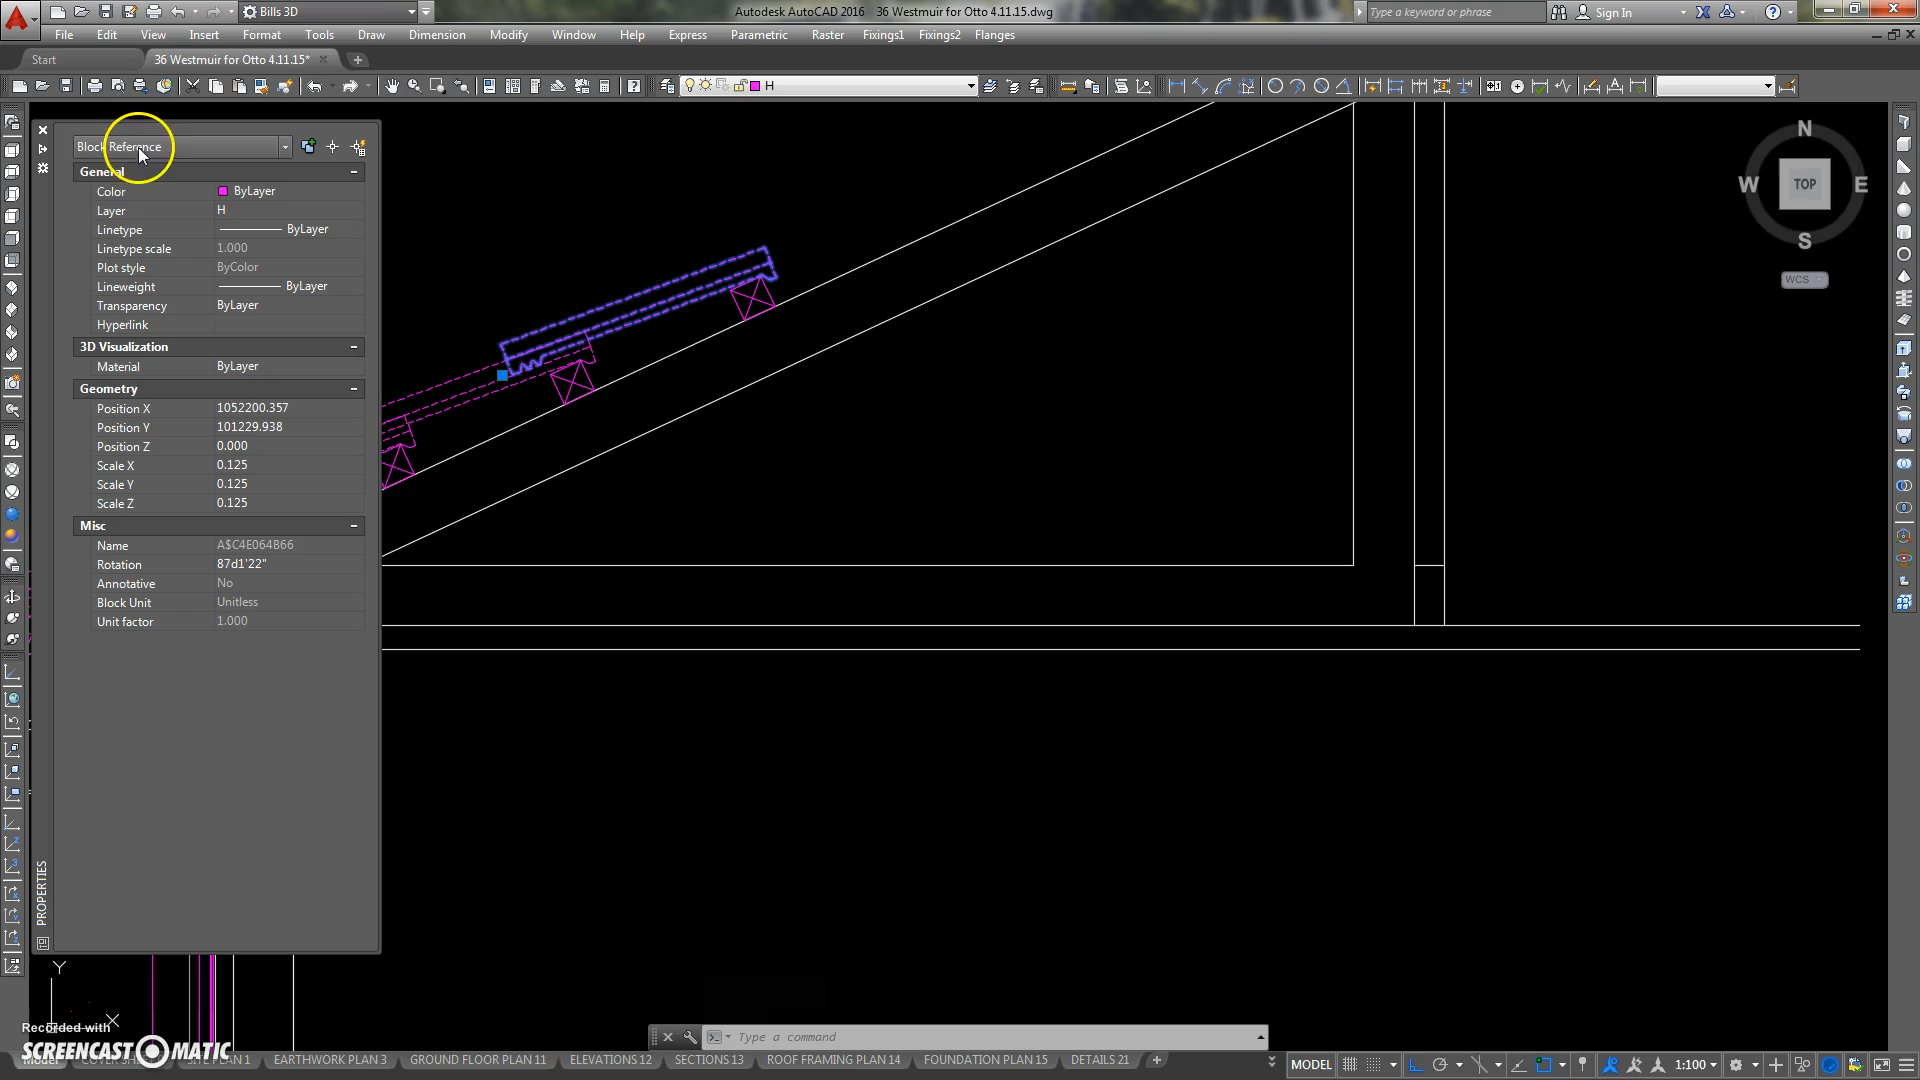 Bills 3D
Autodesk AutoCAD 2016 36 Westmuir for Otto 4.11.15.dwg
Type a keyword or phrase
Sign In
File Edit View Insert Format Tools Draw Dimension Modify Window Help Express Parametric Raster Fixings1 Fixings2 Flanges
Start
36 Westmuir for Otto 4.11.15*
H
Block Reference
General
Color ByLayer
Layer H
Linetype ByLayer
Linetype scale 1.000
Plot style ByColor
Lineweight ByLayer
Transparency ByLayer
Hyperlink
3D Visualization
Material ByLayer
Geometry
Position X 1052200.357
Position Y 101229.938
Position Z 0.000
Scale X 0.125
Scale Y 0.125
Scale Z 0.125
Misc
Name A$C4E064B66
Rotation 87d1'22"
Annotative No
Block Unit Unitless
Unit factor 1.000
PROPERTIES
N
W TOP E
S
WCS
Y
X
Recorded with
SCREENCAST MATIC
Type a command
Model PLAN 1 EARTHWORK PLAN 3 GROUND FLOOR PLAN 11 ELEVATIONS 12 SECTIONS 13 ROOF FRAMING PLAN 14 FOUNDATION PLAN 15 DETAILS 21
MODEL 1:100